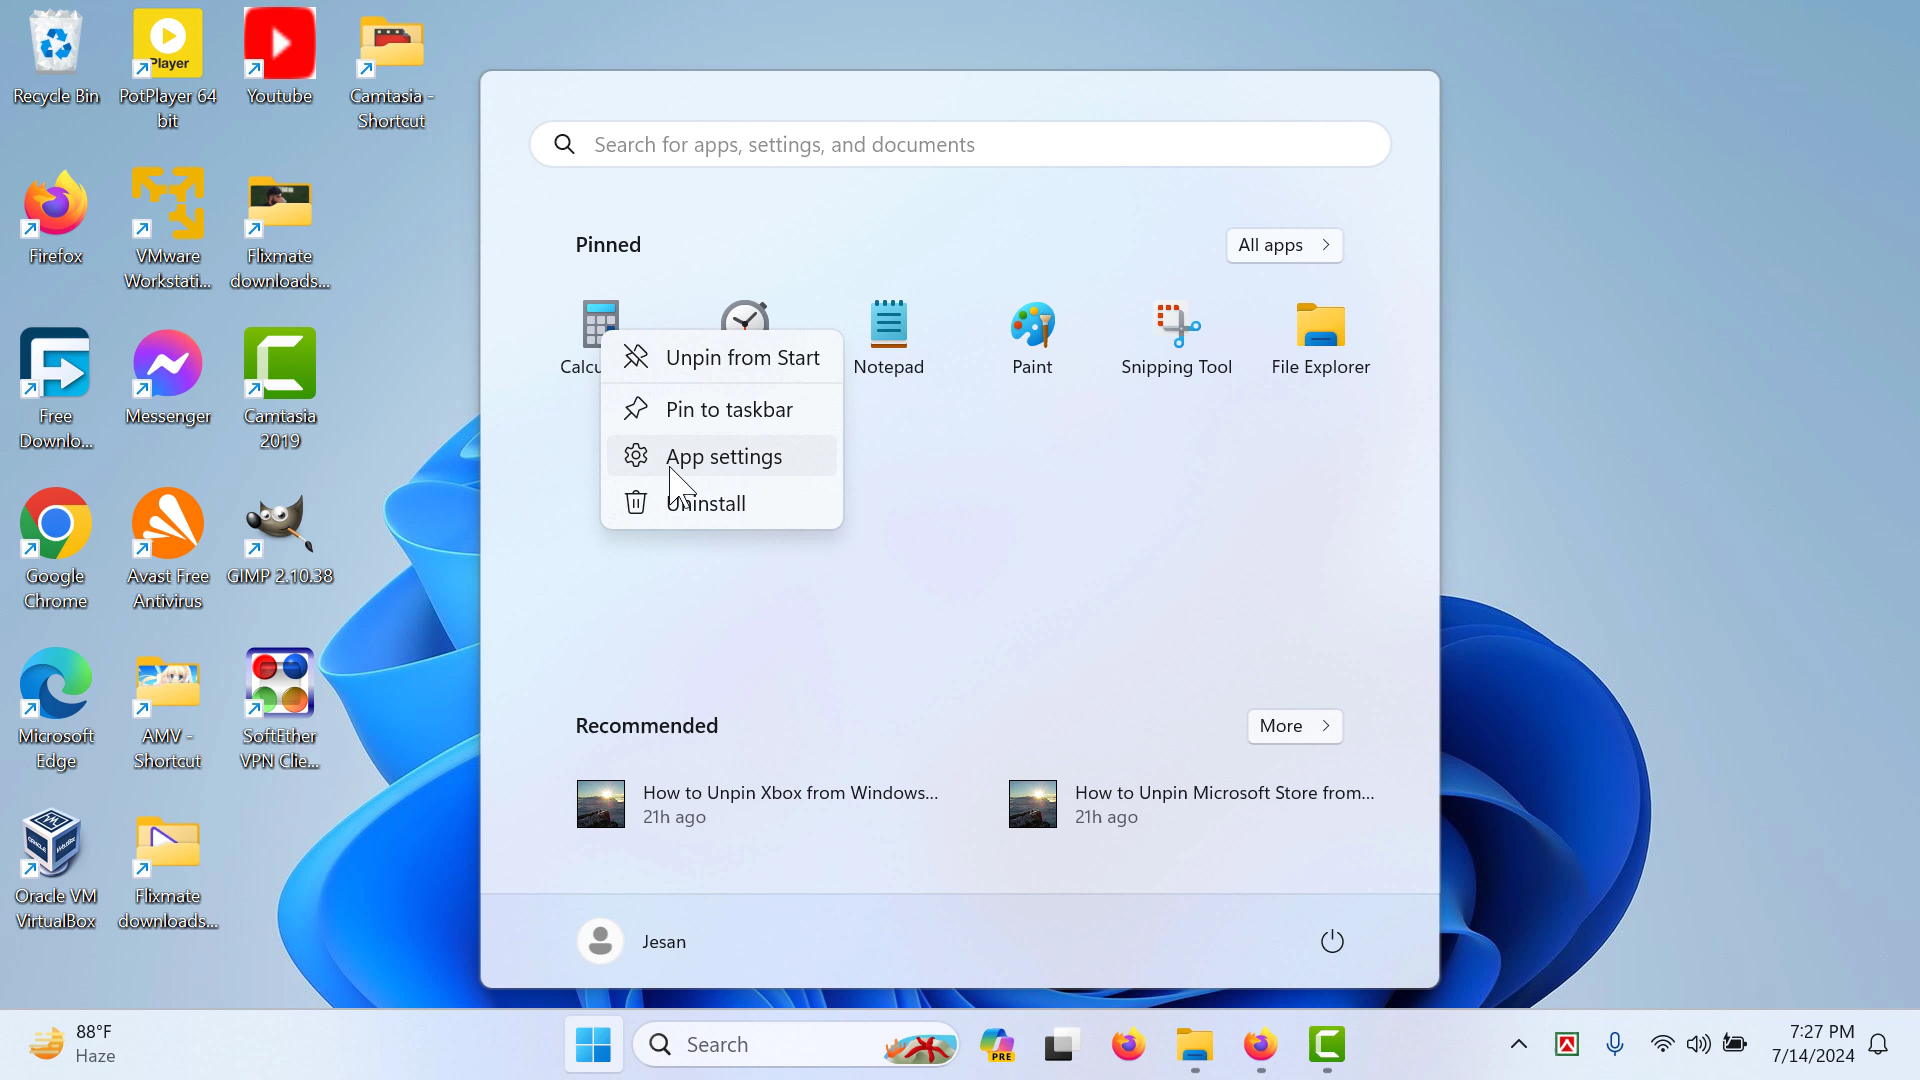 Recycle Bin
Player
PotPlayer 64
bit
Youtube
Camtasia -
Shortcut
Firefox
VMware
Workstati...
Flixmate
downloads...
Free
Downlo...
Messenger
Camtasia
2019
Google
Chrome
Avast Free
Antivirus
GIMP 2.10.38
Microsoft
Edge
AMV -
Shortcut
SoftEther
VPN Clie...
Oracle VM
VirtualBox
Flixmate
downloads...
Search for apps, settings, and documents
Pinned
All apps
Calcu
Notepad
Paint
Snipping Tool
File Explorer
Unpin from Start
Pin to taskbar
App settings
Uninstall
Recommended
More
How to Unpin Xbox from Windows...
21h ago
How to Unpin Microsoft Store from...
21h ago
Jesan
88°F
Haze
Search
PRE
7:27 PM
7/14/2024